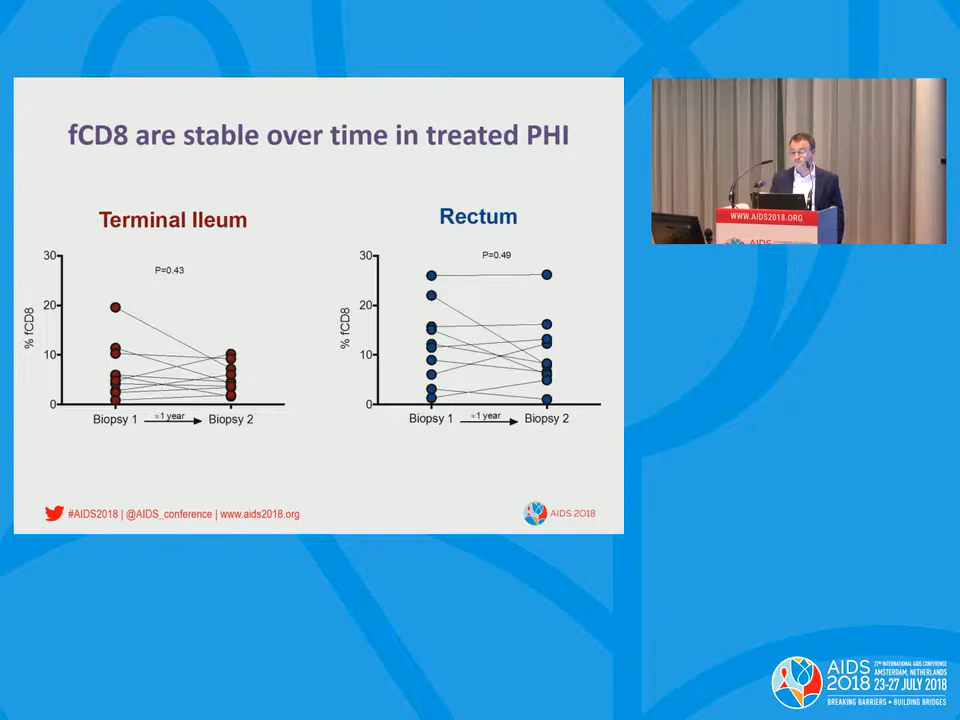 fCD8 are stable over time in treated PHI
Terminal Ileum
Rectum
P=0.43
P=0.49
30
20
10
0
% fCD8
30
20
10
0
% fCD8
Biopsy 1
≈1 year
Biopsy 2
Biopsy 1
≈1 year
Biopsy 2
#AIDS2018 | @AIDS_conference | www.aids2018.org
AIDS 2018
WWW.AIDS2018.ORG
AIDS
AIDS
2018
22ND INTERNATIONAL AIDS CONFERENCE
AMSTERDAM, NETHERLANDS
23-27 JULY 2018
BREAKING BARRIERS • BUILDING BRIDGES